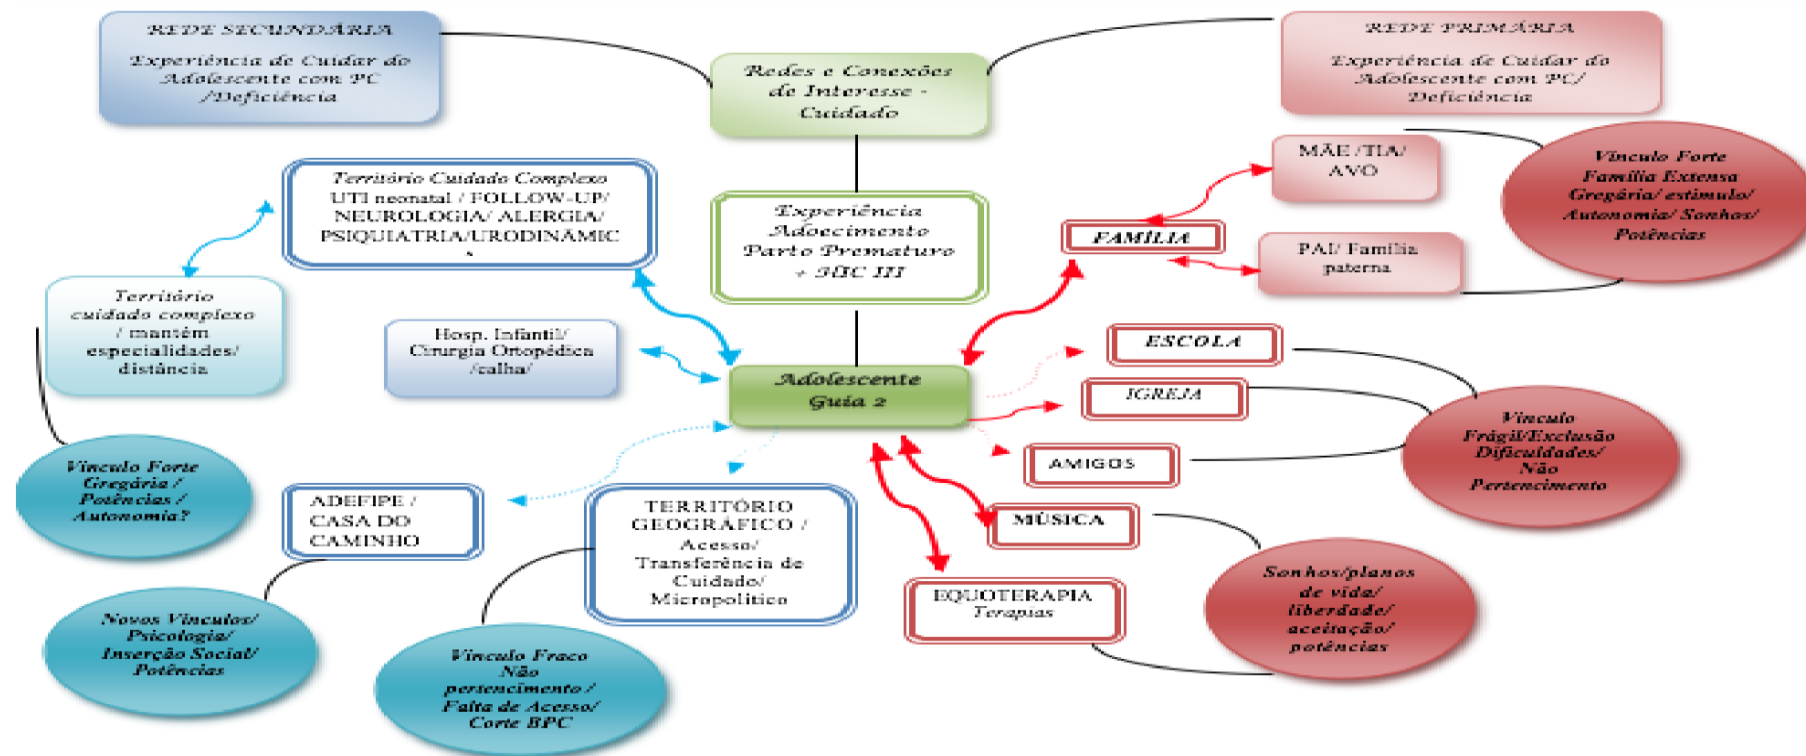 REDE SECUNDÁRIA
Experiência de Cuidar do
Adolescente com PC
/Deficiência
Redes e Conexões
de Interesse -
Cuidado
REDE PRIMÁRIA
Experiência de Cuidar do
Adolescente com PC/
Deficiência
Território Cuidado Complexo
UTI neonatal / FOLLOW-UP/
NEUROLOGIA/ ALERGIA/
PSIQUIATRIA/URODINÂMIC
Experiência
Adoecimento
Parto Prematuro
+ HIC III
MÃE /TIA/
AVÓ
Vínculo Forte
Família Extensa
Gregária/ estímulo/
Autonomia/ Sonhos/
Potências
FAMÍLIA
PAI/ Família
paterna
Território
cuidado complexo
/ mantém
especialidades/
distância
Hosp. Infantil/
Cirurgia Ortopédica
/calha/
Adolescente
Guia 2
ESCOLA
IGREJA
AMIGOS
Vínculo
Frágil/Exclusão
Dificuldades/
Não
Pertencimento
Vínculo Forte
Gregária /
Potências /
Autonomia?
ADEFIPE /
CASA DO
CAMINHO
TERRITÓRIO
GEOGRÁFICO /
Acesso/
Transferência de
Cuidado/
Micropolítico
MÚSICA
EQUOTERAPIA
Terapias
Sonhos/planos
de vida/
liberdade/
aceitação/
potências
Novos Vínculos/
Psicologia/
Inserção Social/
Potências
Vínculo Fraco
Não
pertencimento /
Falta de Acesso/
Corte BPC